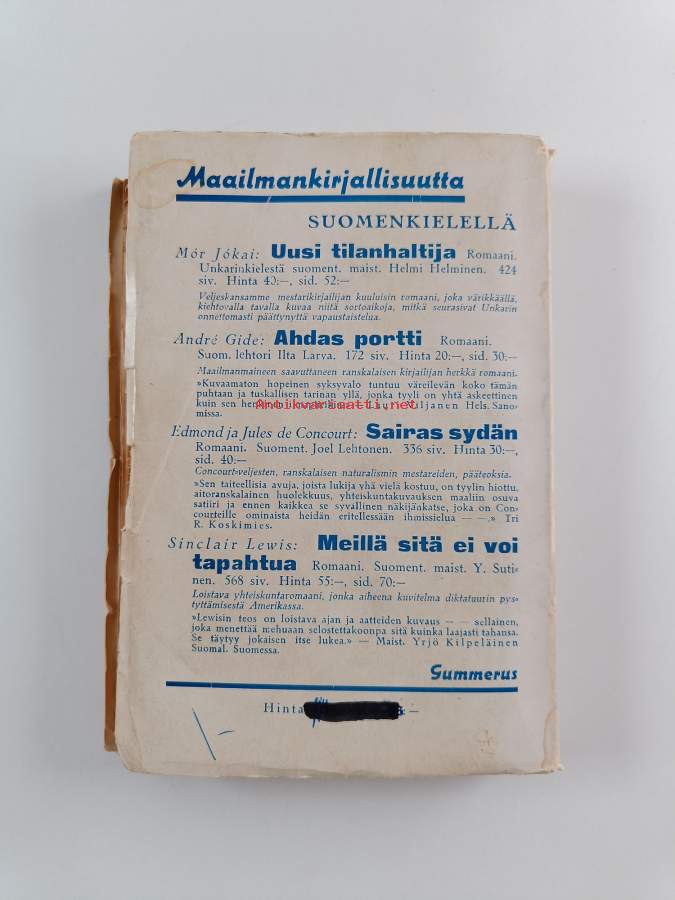 Maailmankirjallisuutta
SUOMENKIELELLÄ
Mór Jókai: Uusi tilanhaltija Romaani.
Unkarinkielestä suoment. maist. Helmi Helminen. 424
siv. Hinta 40:—, sid. 52:—
Veljeskansamme mestarikirjailijan kuuluisin romaani, joka värikkäällä,
kiehtovalla tavalla kuvaa niitä sortoaikoja, mitkä seurasivat Unkarin
onnettomasti päättynyttä vapaustaistelua.
André Gide: Ahdas portti Romaani.
Suom. lehtori Ilta Larva. 172 siv. Hinta 20:—, sid. 30:—
Maailmanmaineen saavuttaneen ranskalaisen kirjailijan herkkä romaani.
»Kuvaamaton hopeinen syksyvalo tuntuu väreilevän koko tämän
puhtaan ja tuskallisen tarinan yllä, jonka tyyli on yhtä askeettinen
kuin sen Hels. Sano-
missa.
Antikvariaatti.net
Edmond ja Jules de Concourt: Sairas sydän
Romaani. Suoment. Joel Lehtonen. 336 siv. Hinta 30:—,
sid. 40:—
Concourt-veljesten, ranskalaisen naturalismin mestareiden, pääteoksia.
»Sen taiteellisia avuja, joista lukija yhä vielä kostuu, on tyylin hiottu,
aitoranskalainen huolekkuus, yhteiskuntakuvauksen maaliin osuva
satiiri ja ennen kaikkea se syvällinen näkijänkatse, joka on Con-
courteille ominaista heidän eritellessään ihmissielua — —.» Tri
R. Koskimies.
Sinclair Lewis: Meillä sitä ei voi
tapahtua Romaani. Suoment. maist. Y. Suti-
nen. 568 siv. Hinta 55:—, sid. 70:—
Loistava yhteiskuntaromaani, jonka aiheena kuvitelma diktatuurin pys-
tyttämisestä Amerikassa.
»Lewisin teos on loistava ajan ja aatteiden kuvaus — — sellainen,
joka menettää mehuaan selostettakoonpa sitä kuinka laajasti tahansa.
Se täytyy jokaisen itse lukea.» — Maist. Yrjö Kilpeläinen
Suomal. Suomessa.
Gummerus
Hinta